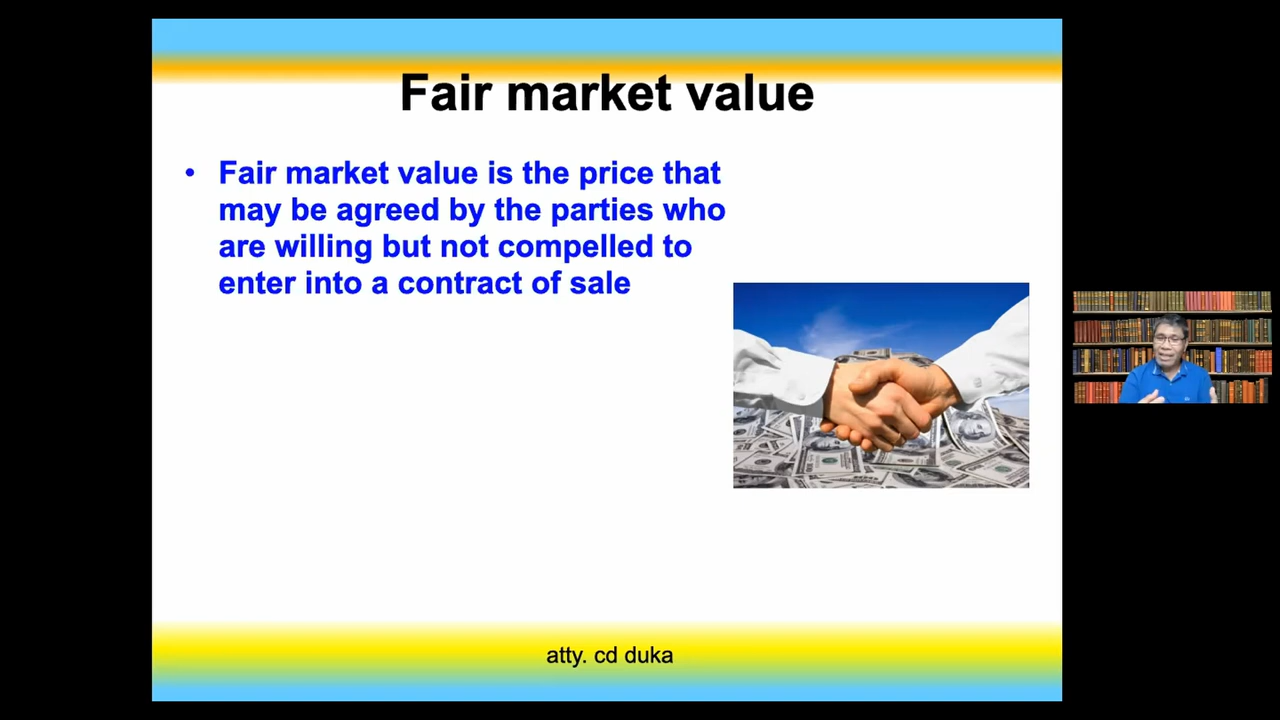 Fair market value
• Fair market value is the price that
may be agreed by the parties who
are willing but not compelled to
enter into a contract of sale
atty. cd duka